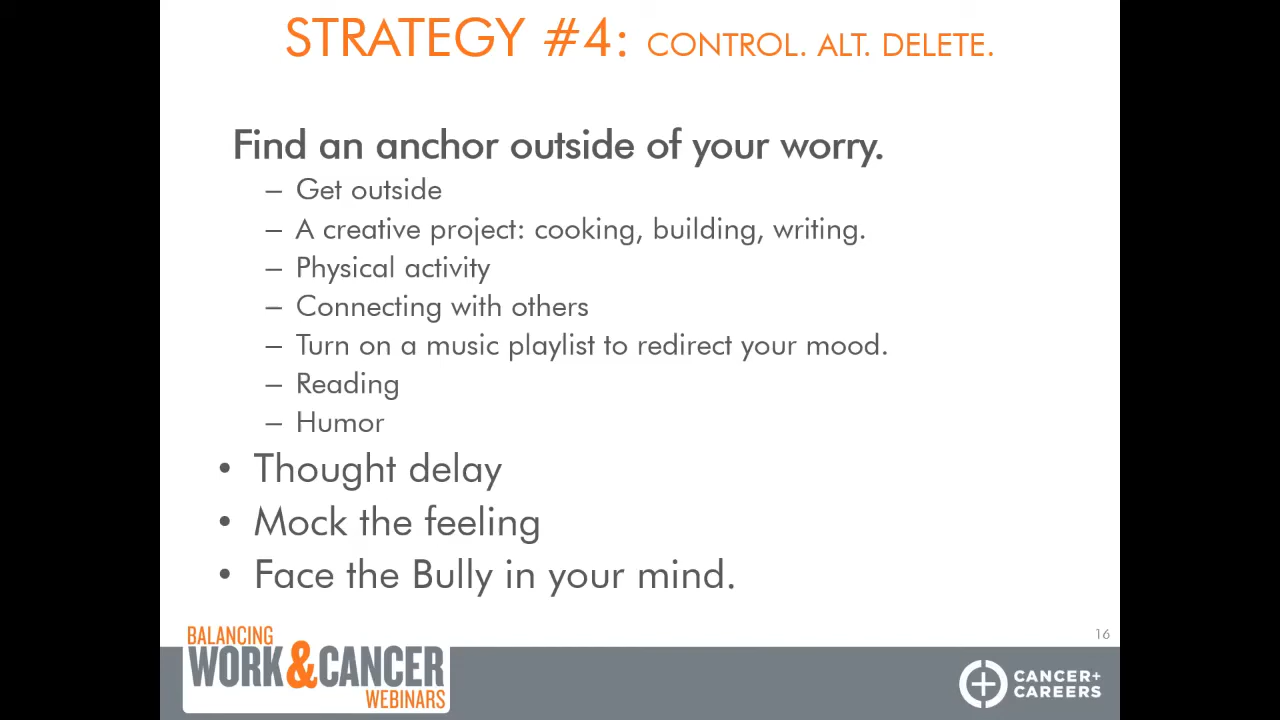 STRATEGY #4: CONTROL. ALT. DELETE.
Find an anchor outside of your worry.
– Get outside
– A creative project: cooking, building, writing.
– Physical activity
– Connecting with others
– Turn on a music playlist to redirect your mood.
– Reading
– Humor
• Thought delay
• Mock the feeling
• Face the Bully in your mind.
16
BALANCING
WORK & CANCER
WEBINARS
CANCER+
CAREERS